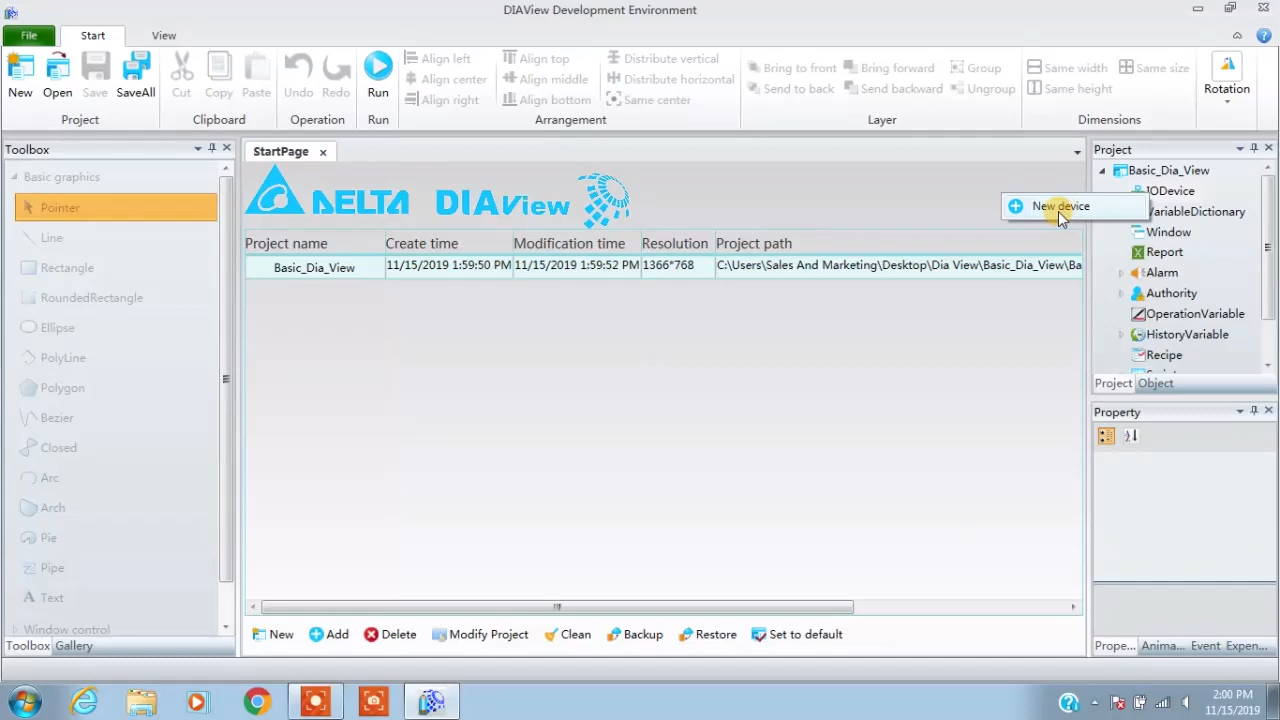 DIAView Development Environment
File
Start
View
New
Open
Save
SaveAll
Project
Cut
Copy
Paste
Clipboard
Undo
Redo
Operation
Run
Run
Align left
Align center
Align right
Align top
Align middle
Align bottom
Distribute vertical
Distribute horizontal
Same center
Arrangement
Bring to front
Send to back
Bring forward
Send backward
Group
Ungroup
Layer
Same width
Same height
Same size
Dimensions
Rotation
Toolbox
Basic graphics
Pointer
Line
Rectangle
RoundedRectangle
Ellipse
PolyLine
Polygon
Bezier
Closed
Arc
Arch
Pie
Pipe
Text
Window control
Toolbox
Gallery
StartPage
DELTA DIAView
Project name Create time Modification time Resolution Project path
Basic_Dia_View 11/15/2019 1:59:50 PM 11/15/2019 1:59:52 PM 1366*768 C:\Users\Sales And Marketing\Desktop\Dia View\Basic_Dia_View\Ba
New
Add
Delete
Modify Project
Clean
Backup
Restore
Set to default
New device
Project
Basic_Dia_View
IODevice
VariableDictionary
Window
Report
Alarm
Authority
OperationVariable
HistoryVariable
Recipe
Project
Object
Property
Prope...
Anima...
Event
Expen...
2:00 PM
11/15/2019